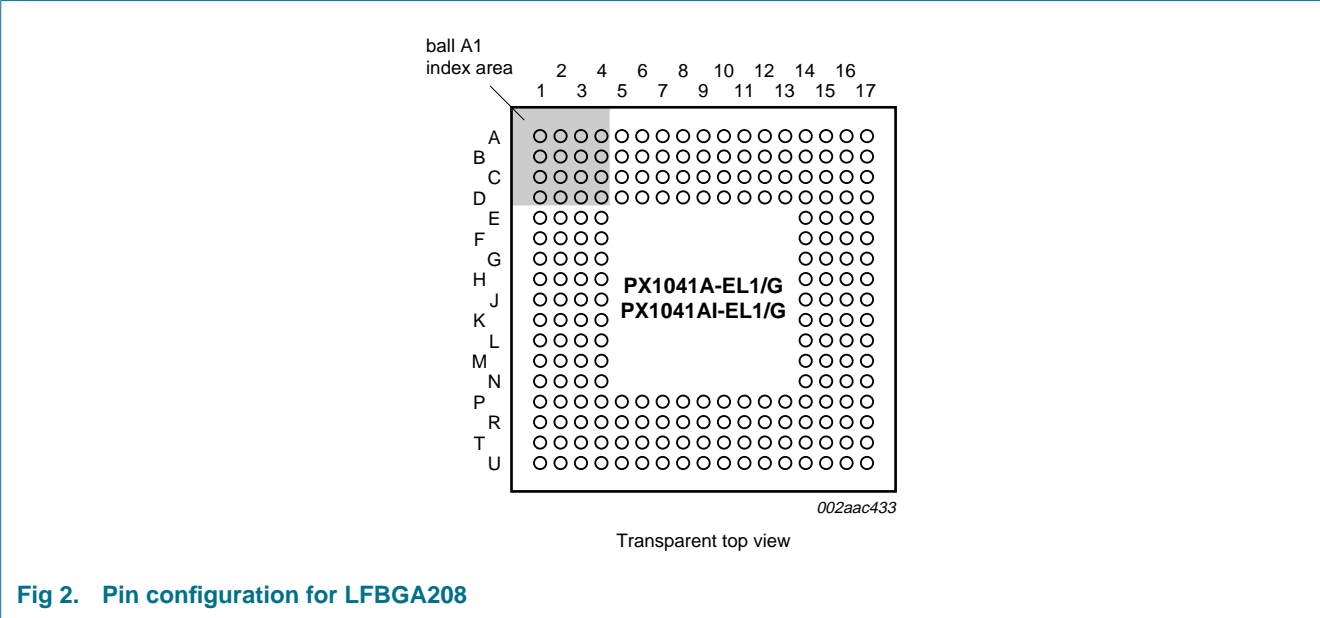 ball A1
index area
2 4 6 8 10 12 14 16
1 3 5 7 9 11 13 15 17
A
B
C
D
E
F
G
H
J
K
L
M
N
P
R
T
U
PX1041A-EL1/G
PX1041AI-EL1/G
002aac433
Transparent top view
Fig 2. Pin configuration for LFBGA208